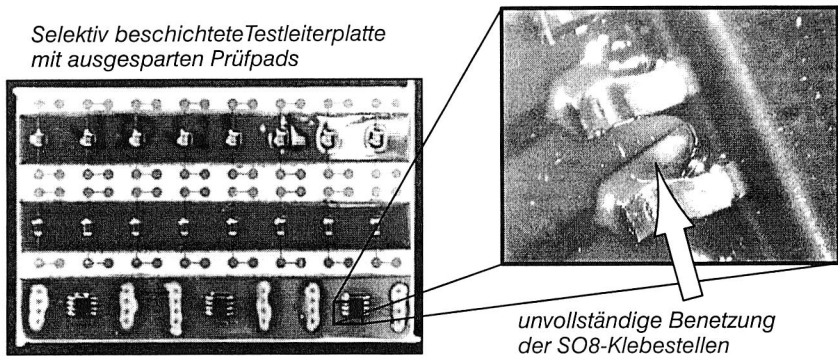 Selektiv beschichteteTestleiterplatte
mit ausgesparten Prüfpads
unvollständige Benetzung
der SO8-Klebestellen